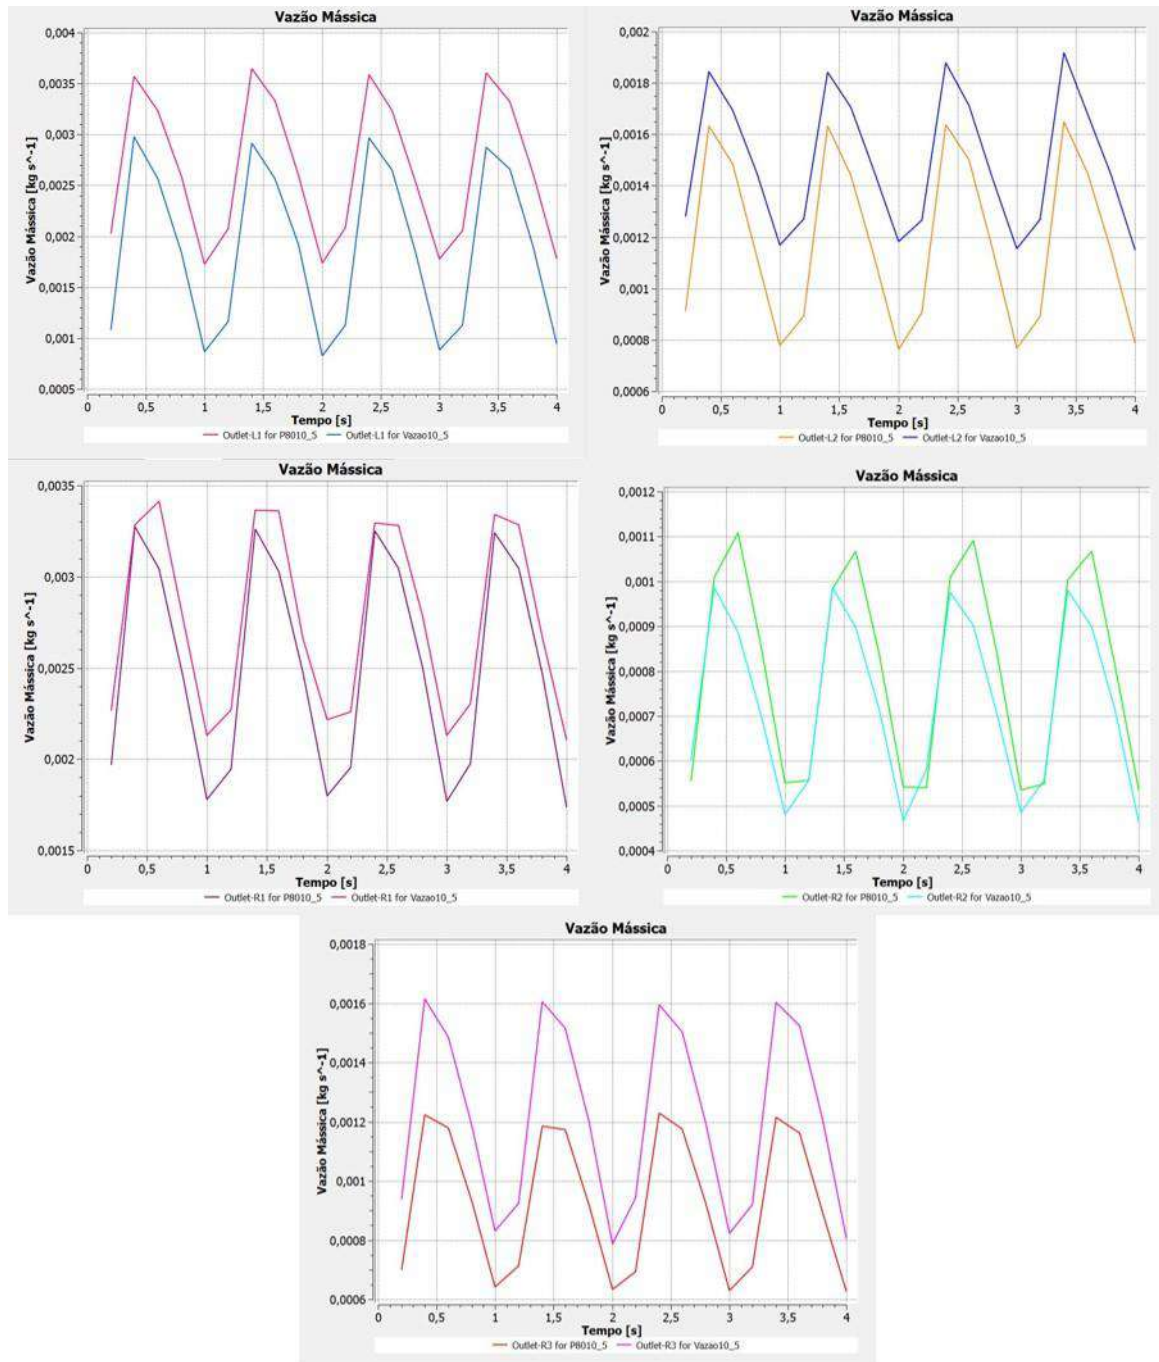 Vazão Mássica
Vazão Mássica [kg s^-1]
0,004
0,0035
0,003
0,0025
0,002
0,0015
0,001
0,0005
0 0,5 1 1,5 2 2,5 3 3,5 4
Tempo [s]
Outlet-L1 for P8010_5 Outlet-L1 for Vazao10_5
Vazão Mássica
Vazão Mássica [kg s^-1]
0,002
0,0018
0,0016
0,0014
0,0012
0,001
0,0008
0,0006
0 0,5 1 1,5 2 2,5 3 3,5 4
Tempo [s]
Outlet-L2 for P8010_5 Outlet-L2 for Vazao10_5
Vazão Mássica
Vazão Mássica [kg s^-1]
0,0035
0,003
0,0025
0,002
0,0015
0 0,5 1 1,5 2 2,5 3 3,5 4
Tempo [s]
Outlet-R1 for P8010_5 Outlet-R1 for Vazao10_5
Vazão Mássica
Vazão Mássica [kg s^-1]
0,0012
0,0011
0,001
0,0009
0,0008
0,0007
0,0006
0,0005
0,0004
0 0,5 1 1,5 2 2,5 3 3,5 4
Tempo [s]
Outlet-R2 for P8010_5 Outlet-R2 for Vazao10_5
Vazão Mássica
Vazão Mássica [kg s^-1]
0,0018
0,0016
0,0014
0,0012
0,001
0,0008
0,0006
0 0,5 1 1,5 2 2,5 3 3,5 4
Tempo [s]
Outlet-R3 for P8010_5 Outlet-R3 for Vazao10_5